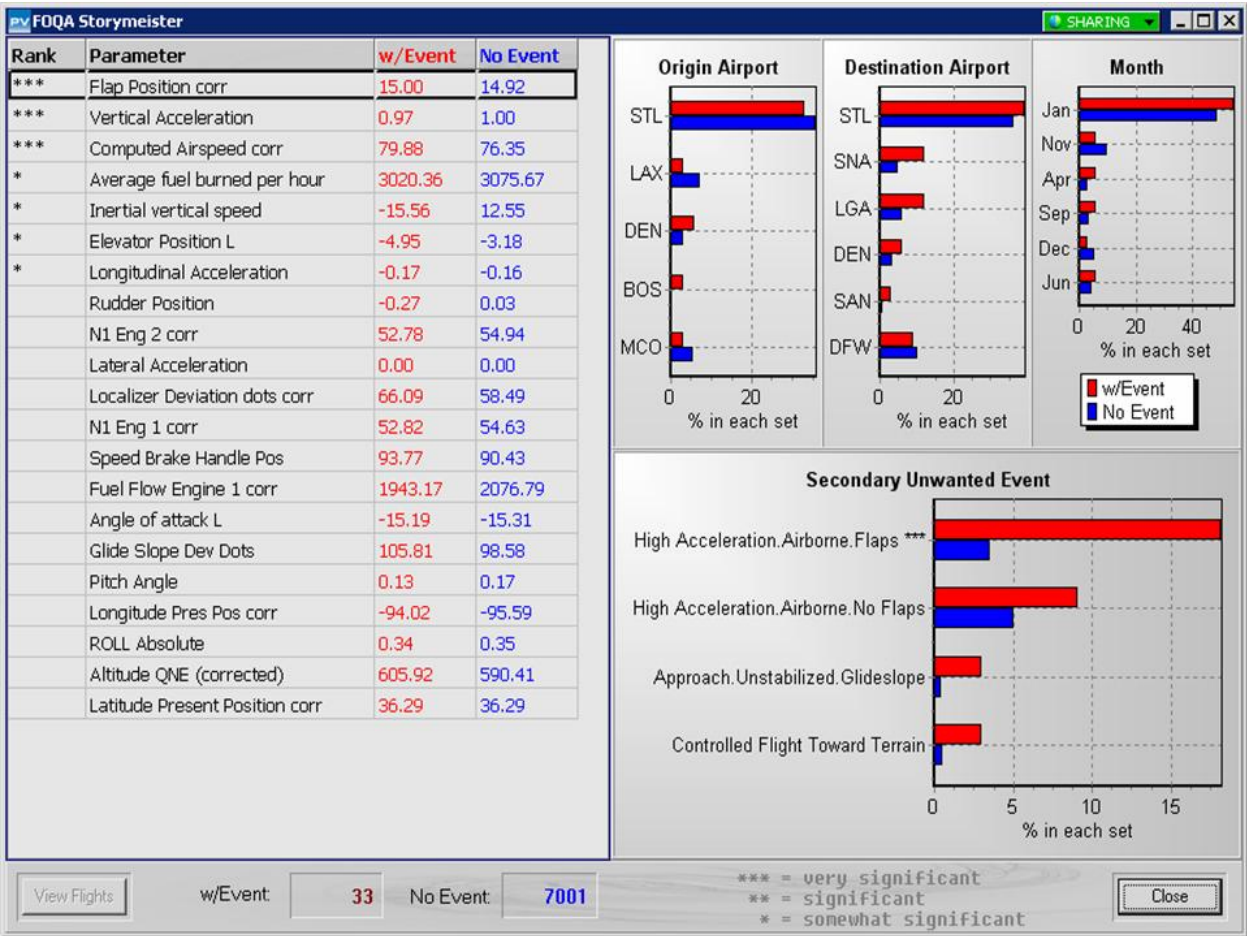 PV FOQA Storymeister
SHARING
Rank Parameter w/Event No Event
*** Flap Position corr 15.00 14.92
*** Vertical Acceleration 0.97 1.00
*** Computed Airspeed corr 79.88 76.35
* Average fuel burned per hour 3020.36 3075.67
* Inertial vertical speed -15.56 12.55
* Elevator Position L -4.95 -3.18
* Longitudinal Acceleration -0.17 -0.16
Rudder Position -0.27 0.03
N1 Eng 2 corr 52.78 54.94
Lateral Acceleration 0.00 0.00
Localizer Deviation dots corr 66.09 58.49
N1 Eng 1 corr 52.82 54.63
Speed Brake Handle Pos 93.77 90.43
Fuel Flow Engine 1 corr 1943.17 2076.79
Angle of attack L -15.19 -15.31
Glide Slope Dev Dots 105.81 98.58
Pitch Angle 0.13 0.17
Longitude Pres Pos corr -94.02 -95.59
ROLL Absolute 0.34 0.35
Altitude QNE (corrected) 605.92 590.41
Latitude Present Position corr 36.29 36.29
Origin Airport
STL
LAX
DEN
BOS
MCO
0 20
% in each set
Destination Airport
STL
SNA
LGA
DEN
SAN
DFW
0 20
% in each set
Month
Jan
Nov
Apr
Sep
Dec
Jun
0 20 40
% in each set
w/Event
No Event
Secondary Unwanted Event
High Acceleration.Airborne.Flaps ***
High Acceleration.Airborne.No Flaps
Approach.Unstabilized.Glideslope
Controlled Flight Toward Terrain
0 5 10 15
% in each set
View Flights w/Event: 33 No Event: 7001
*** = very significant
** = significant
* = somewhat significant
Close